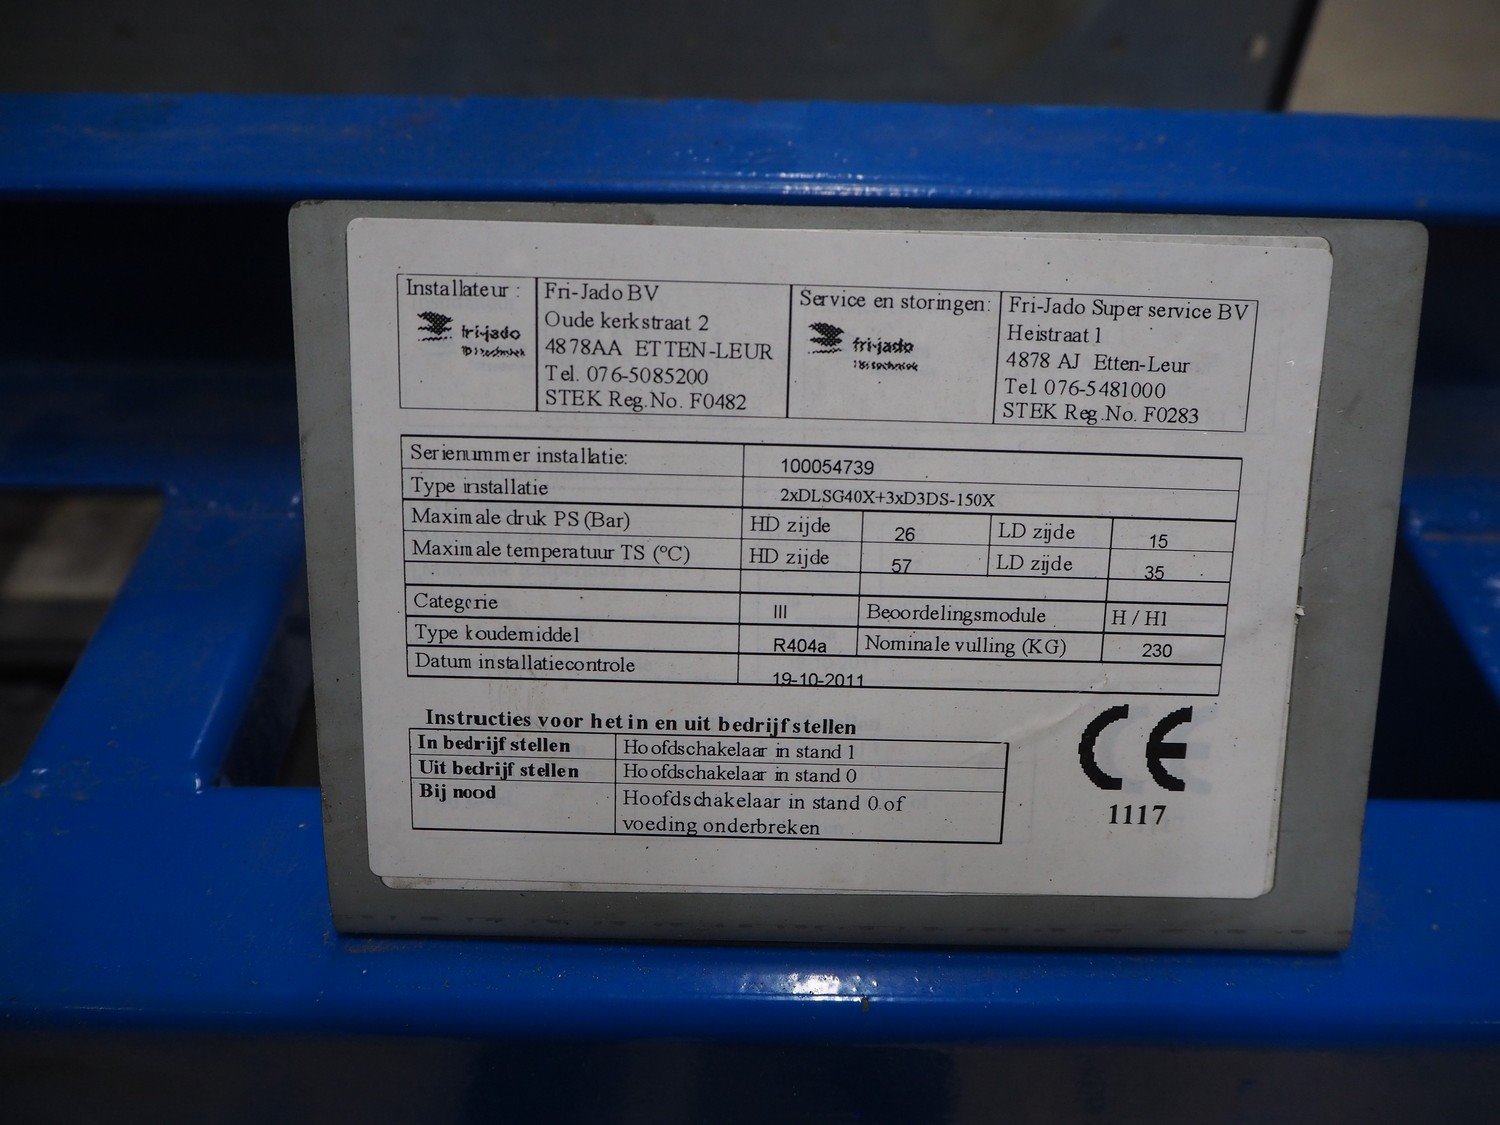 Installateur :
fri-jado
Fri-Jado BV
Oude kerkstraat 2
4878AA ETTEN-LEUR
Tel. 076-5085200
STEK Reg.No. F0482
Service en storingen:
fri-jado
Fri-Jado Super service BV
Heistraat 1
4878 AJ Etten-Leur
Tel 076-5481000
STEK Reg.No. F0283
Serienummer installatie: 100054739
Type installatie 2xDLSG40X+3xD3DS-150X
Maximale druk PS (Bar) HD zijde 26 LD zijde 15
Maximale temperatuur TS (°C) HD zijde 57 LD zijde 35
Categorie III Beoordelingsmodule H / H1
Type koudemiddel R404a Nominale vulling (KG) 230
Datum installatiecontrole 19-10-2011
Instructies voor het in en uit bedrijf stellen
In bedrijf stellen Hoofdschakelaar in stand 1
Uit bedrijf stellen Hoofdschakelaar in stand 0
Bij nood Hoofdschakelaar in stand 0 of
voeding onderbreken
CE
1117